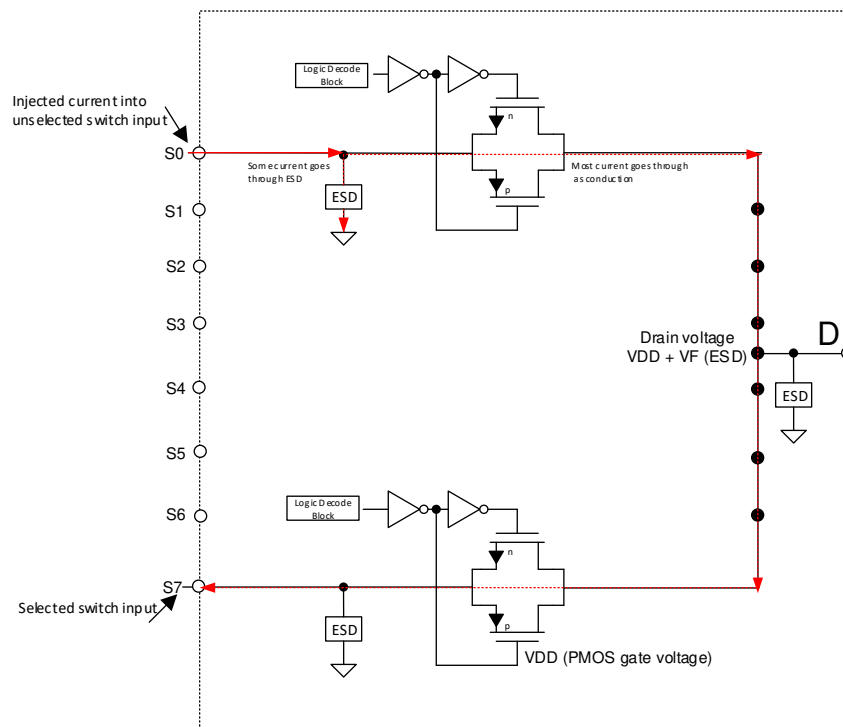 Logic Decode
Block
Injected current into
unselected switch input
n
S0
Some current goes
through ESD
Most current goes through
as conduction
p
ESD
S1
S2
S3
Drain voltage
VDD + VF (ESD)
D
S4
ESD
S5
Logic Decode
Block
S6
n
S7
Selected switch input
ESD
p
VDD (PMOS gate voltage)